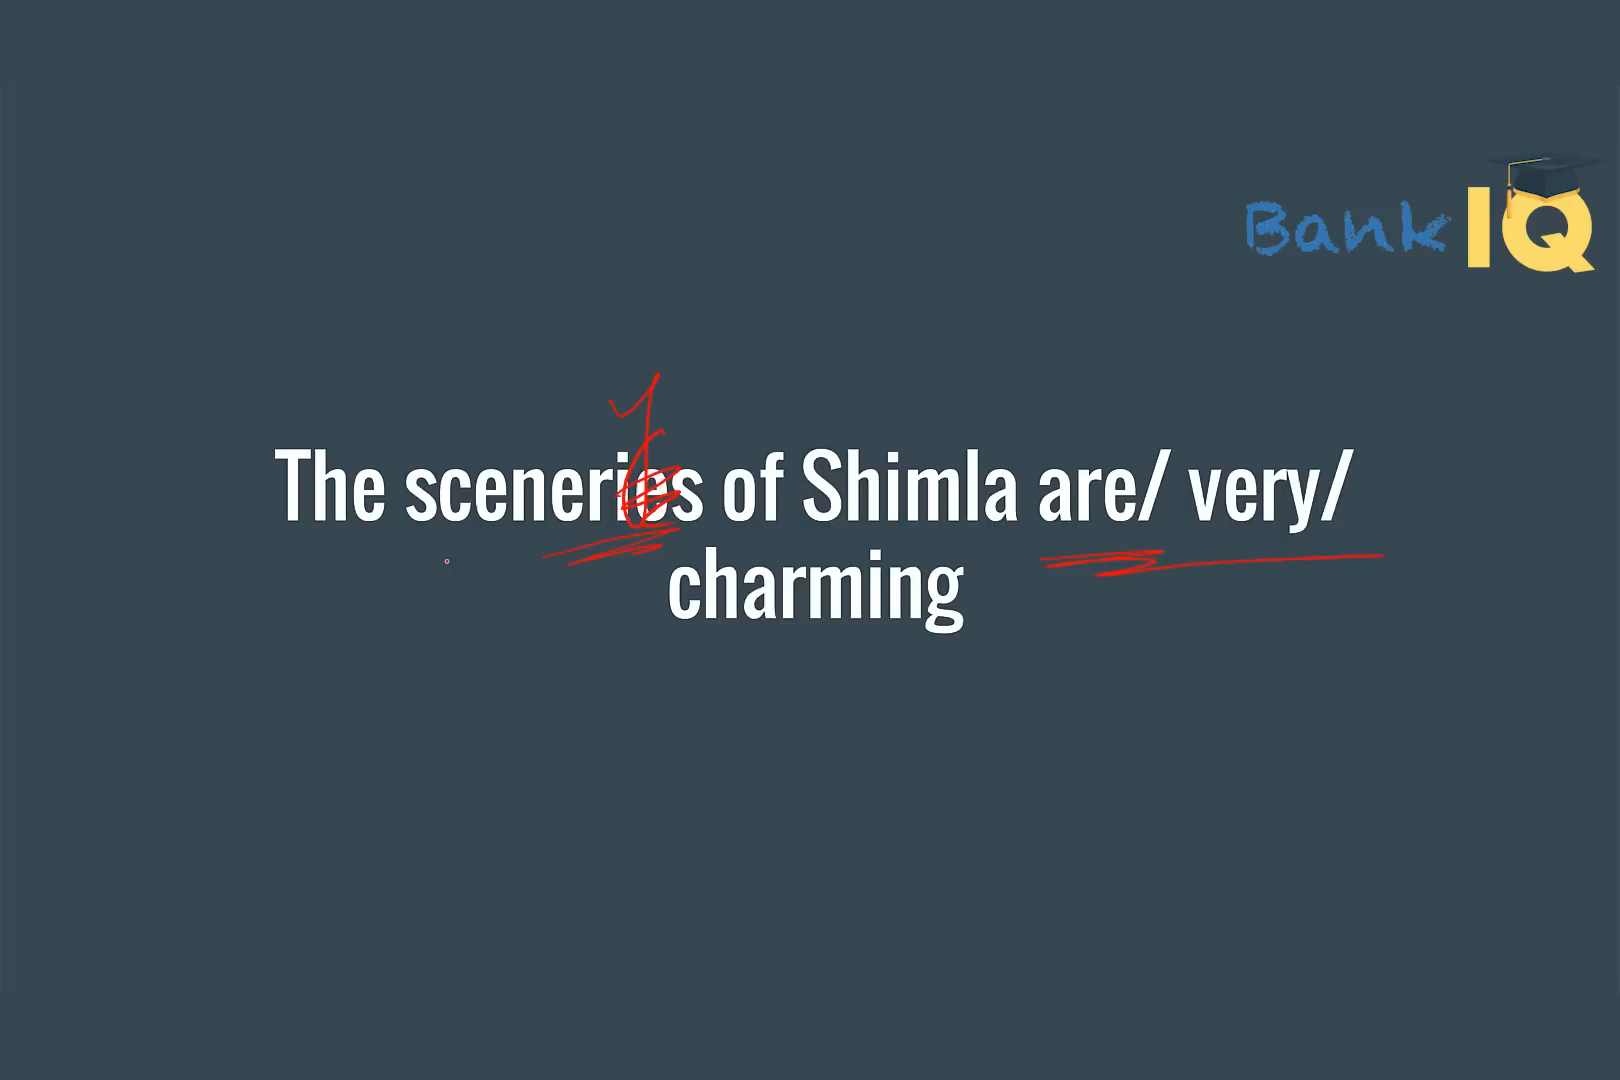 Bank IQ
y
The sceneries of Shimla are/ very/
charming